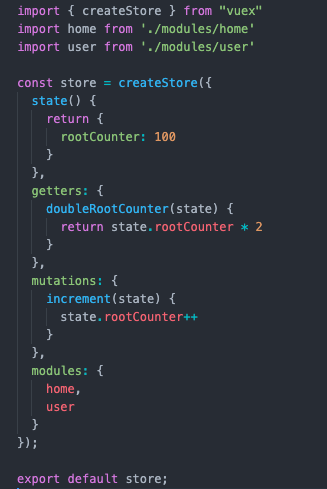 import { createStore } from "vuex"
import home from './modules/home'
import user from './modules/user'

const store = createStore({
  state() {
    return {
      rootCounter: 100
    }
  },
  getters: {
    doubleRootCounter(state) {
      return state.rootCounter * 2
    }
  },
  mutations: {
    increment(state) {
      state.rootCounter++
    }
  },
  modules: {
    home,
    user
  }
});

export default store;